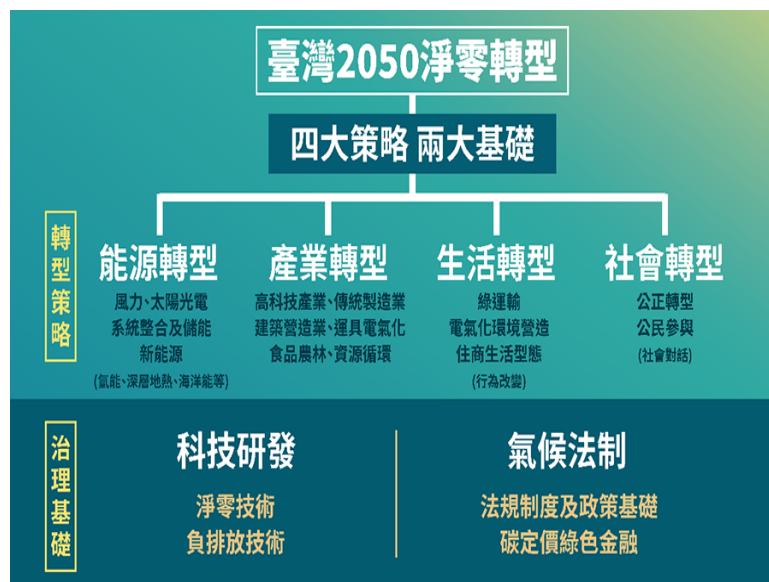 臺灣2050淨零轉型
四大策略 兩大基礎
轉型策略
能源轉型
風力、太陽光電
系統整合及儲能
新能源
(氫能、深層地熱、海洋能等)
產業轉型
高科技產業、傳統製造業
建築營造業、運具電氣化
食品農林、資源循環
生活轉型
綠運輸
電氣化環境營造
住商生活型態
(行為改變)
社會轉型
公正轉型
公民參與
(社會對話)
治理基礎
科技研發
淨零技術
負排放技術
氣候法制
法規制度及政策基礎
碳定價綠色金融